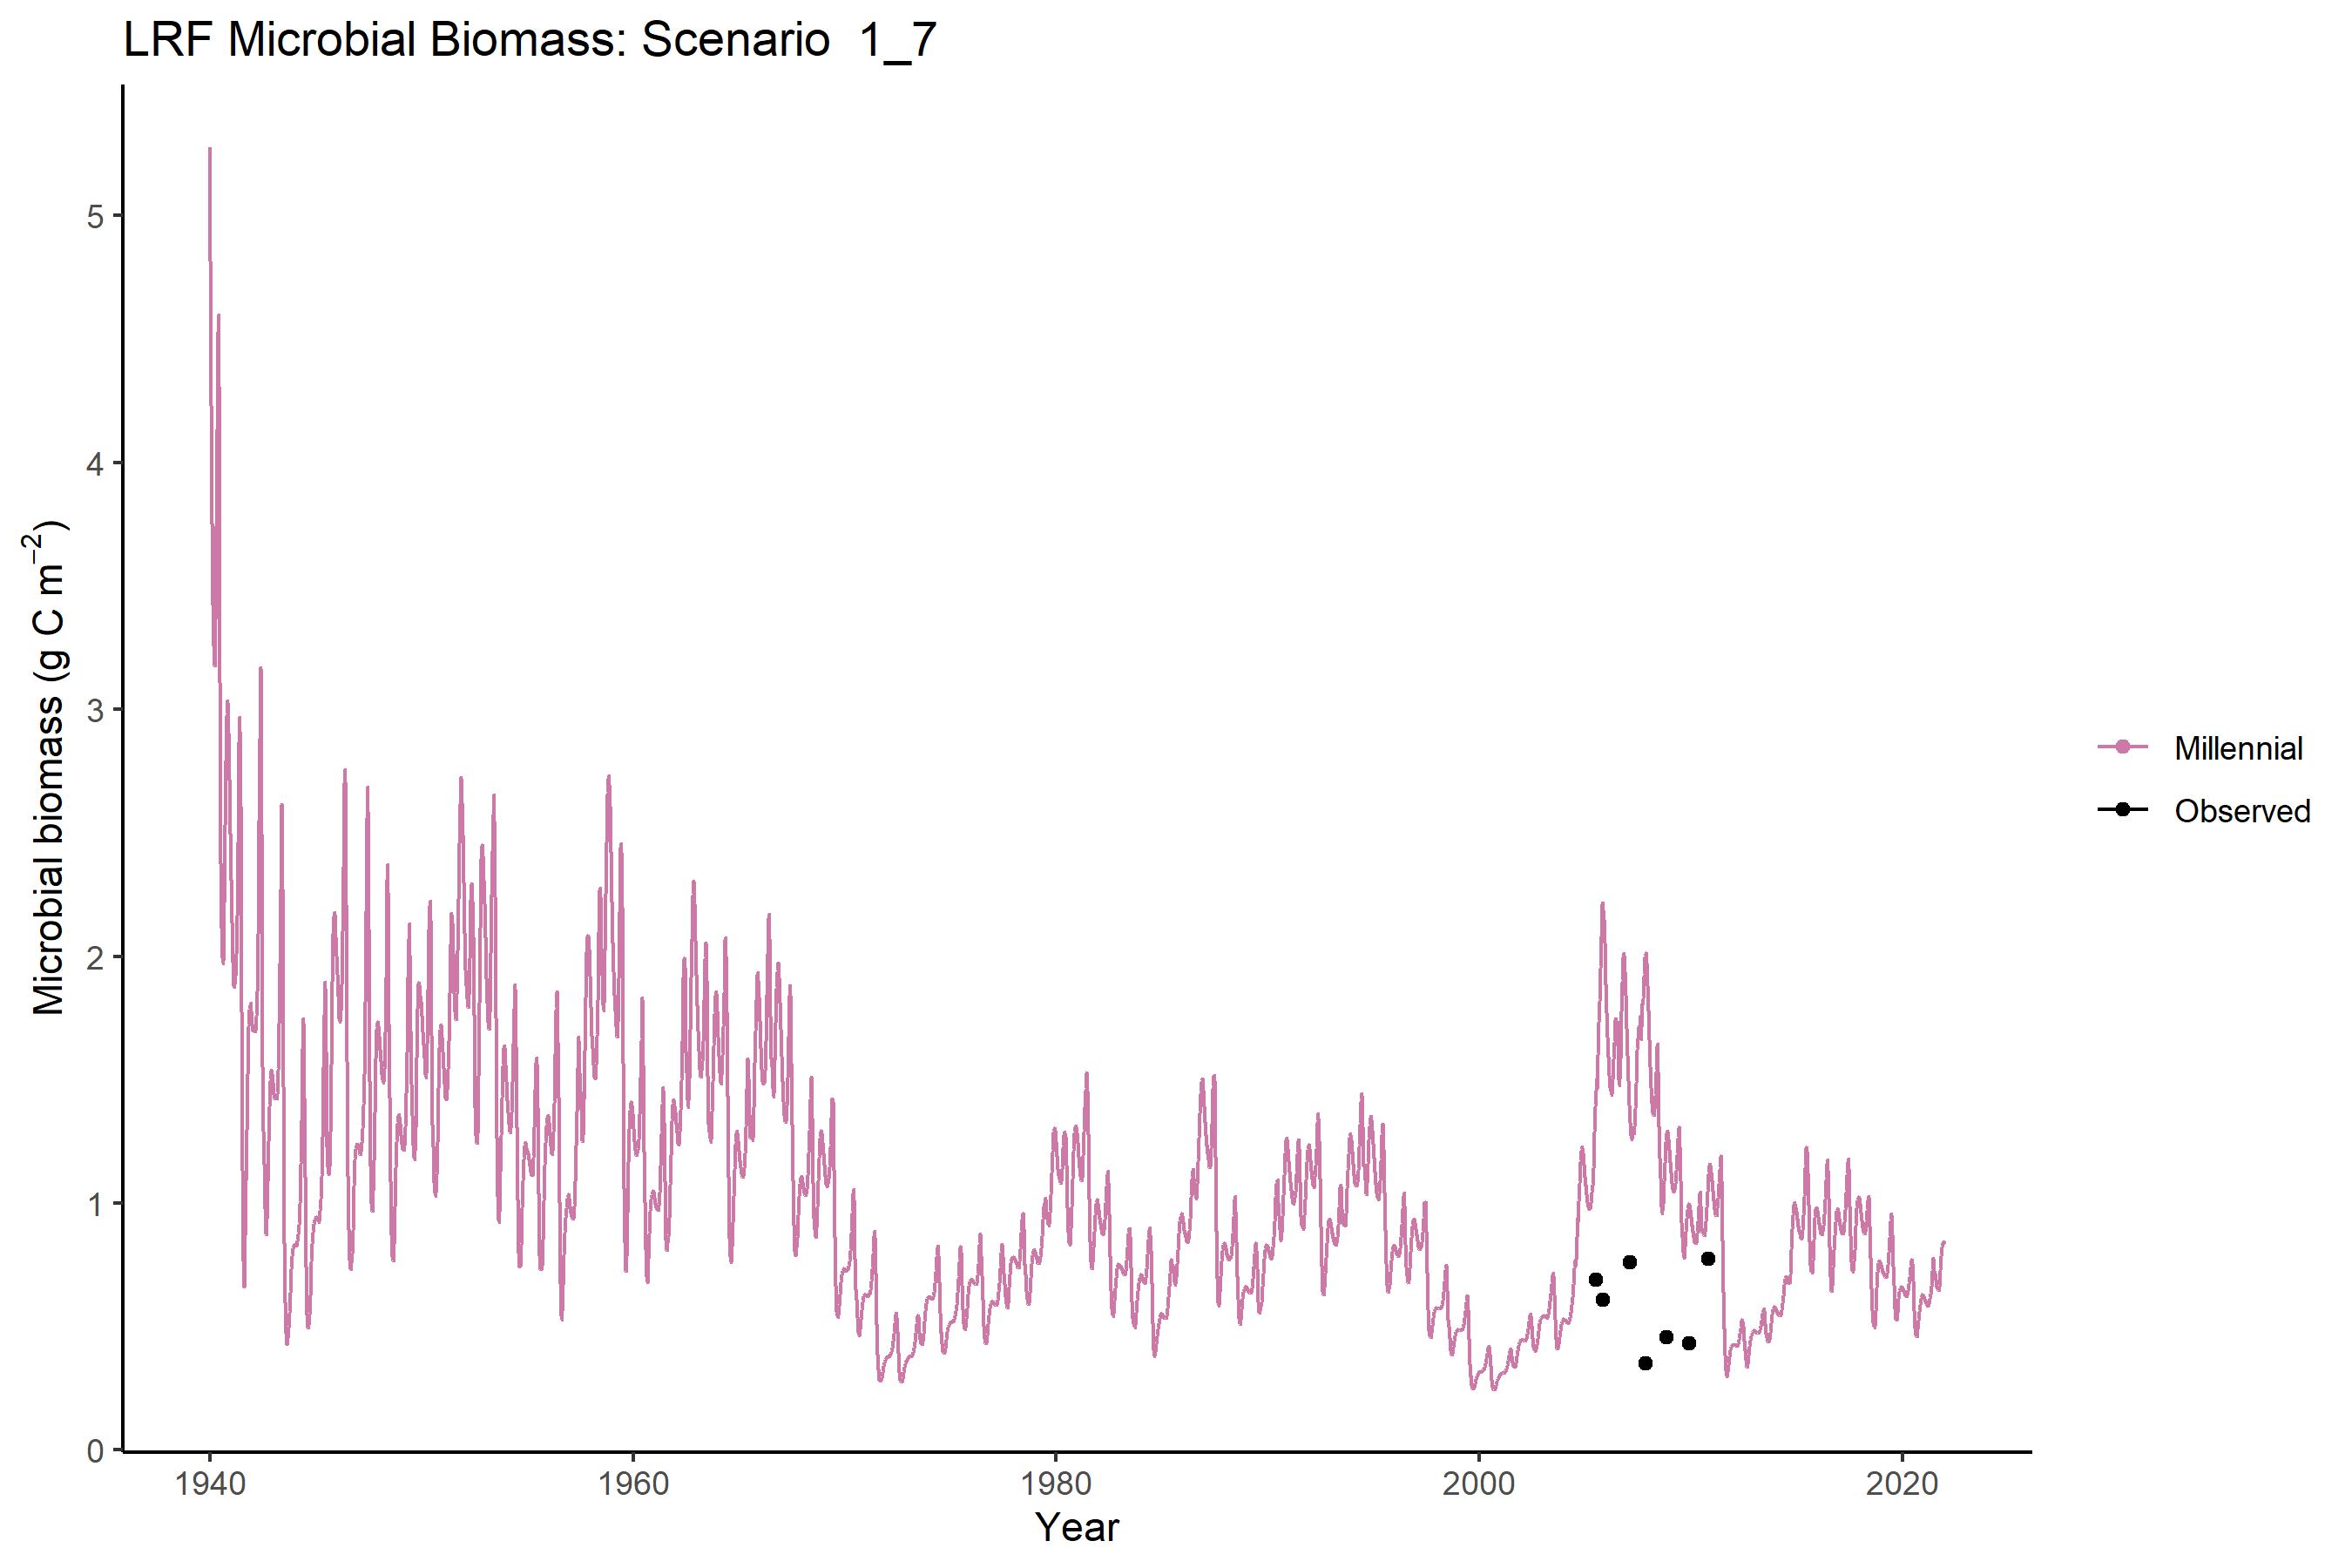 LRF Microbial Biomass: Scenario  1_7
Microbial biomass (g C m⁻²)
5
4
3
2
1
0
1940 1960 1980 2000 2020
Year
Millennial
Observed